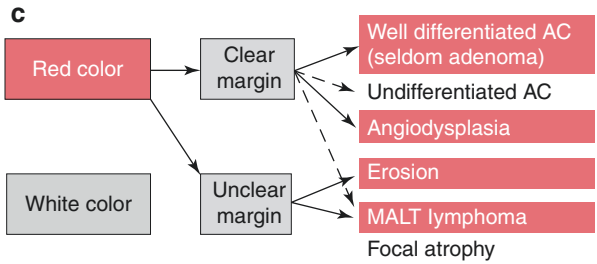 c
Red color
White color
Clear
margin
Unclear
margin
Well differentiated AC
(seldom adenoma)
Undifferentiated AC
Angiodysplasia
Erosion
MALT lymphoma
Focal atrophy